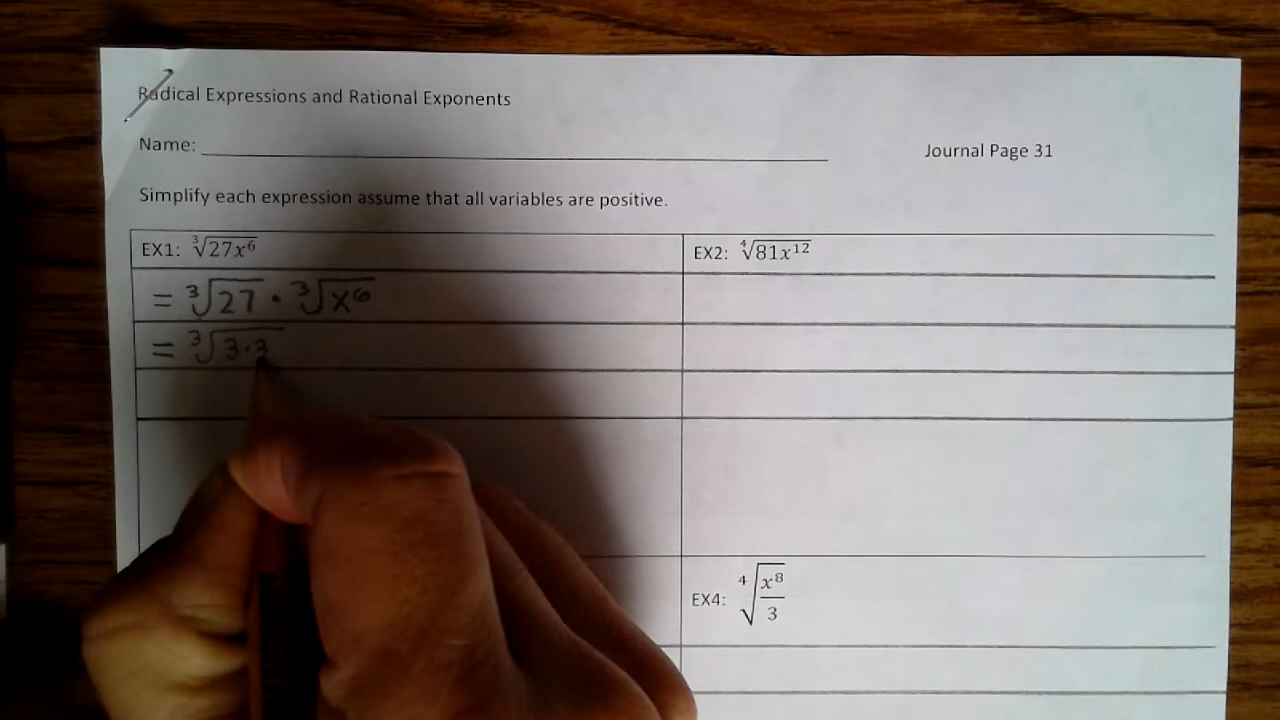 Radical Expressions and Rational Exponents
Name: ____ Journal Page 31
Simplify each expression assume that all variables are positive.
EX1: ∛27x⁶
EX2: ∜81x¹²
= ∛27 · ∛x⁶
= ∛3·3
EX4: ∜x⁸/3